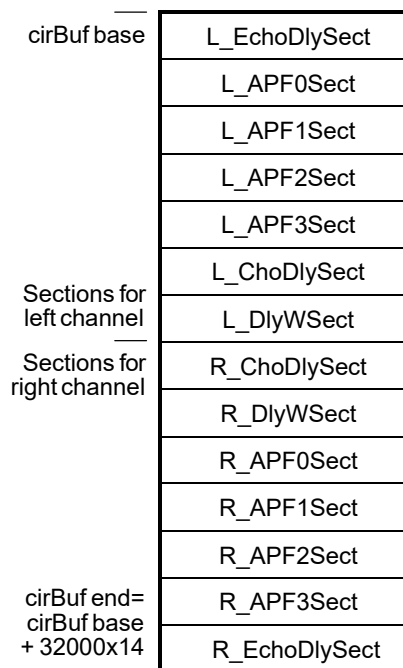 cirBuf base
L_EchoDlySect
L_APF0Sect
L_APF1Sect
L_APF2Sect
L_APF3Sect
L_ChoDlySect
Sections for
left channel
L_DlyWSect
Sections for
right channel
R_ChoDlySect
R_DlyWSect
R_APF0Sect
R_APF1Sect
R_APF2Sect
cirBuf end=
cirBuf base
+ 32000x14
R_APF3Sect
R_EchoDlySect